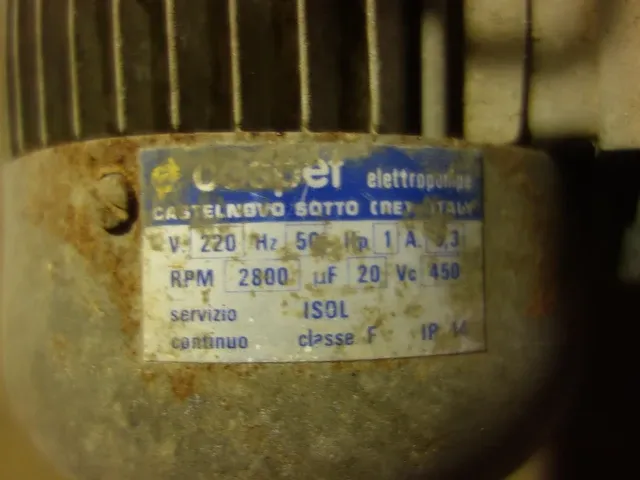 elettropompe
CASTELNOVO SOTTO (RE) ITALY
V 220 Hz 50 Hp 1 A.
RPM 2800 µF 20 Vc 450
servizio ISOL
continuo classe F IP 44